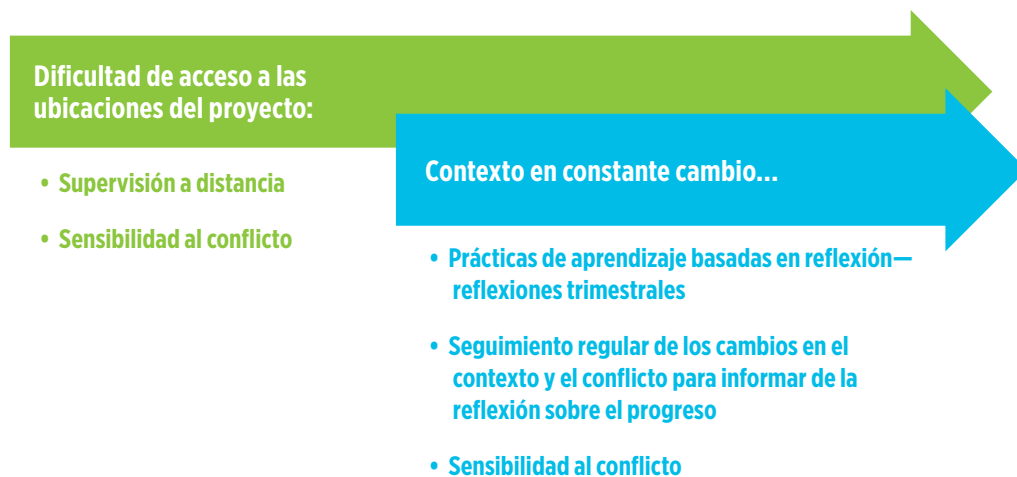 Dificultad de acceso a las
ubicaciones del proyecto:
• Supervisión a distancia
• Sensibilidad al conflicto
Contexto en constante cambio...
• Prácticas de aprendizaje basadas en reflexión—
reflexiones trimestrales
• Seguimiento regular de los cambios en el
contexto y el conflicto para informar de la
reflexión sobre el progreso
• Sensibilidad al conflicto